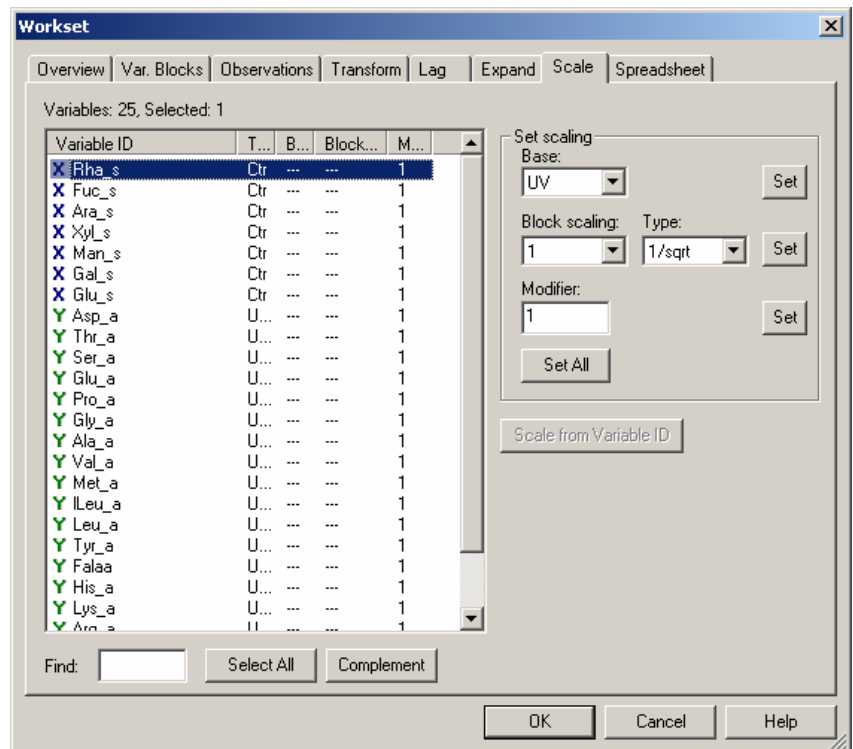 Workset
Overview Var. Blocks Observations Transform Lag Expand Scale Spreadsheet
Variables: 25, Selected: 1
Variable ID T... B... Block... M...
X Rha_s Ctr --- --- 1
X Fuc_s Ctr --- --- 1
X Ara_s Ctr --- --- 1
X Xyl_s Ctr --- --- 1
X Man_s Ctr --- --- 1
X Gal_s Ctr --- --- 1
X Glu_s Ctr --- --- 1
Y Asp_a U... --- --- 1
Y Thr_a U... --- --- 1
Y Ser_a U... --- --- 1
Y Glu_a U... --- --- 1
Y Pro_a U... --- --- 1
Y Gly_a U... --- --- 1
Y Ala_a U... --- --- 1
Y Val_a U... --- --- 1
Y Met_a U... --- --- 1
Y ILeu_a U... --- --- 1
Y Leu_a U... --- --- 1
Y Tyr_a U... --- --- 1
Y Falaa U... --- --- 1
Y His_a U... --- --- 1
Y Lys_a U... --- --- 1
Y Arg_a U... --- --- 1
Set scaling
Base:
UV Set
Block scaling: Type:
1 1/sqrt Set
Modifier:
1 Set
Set All
Scale from Variable ID
Find: Select All Complement
OK Cancel Help